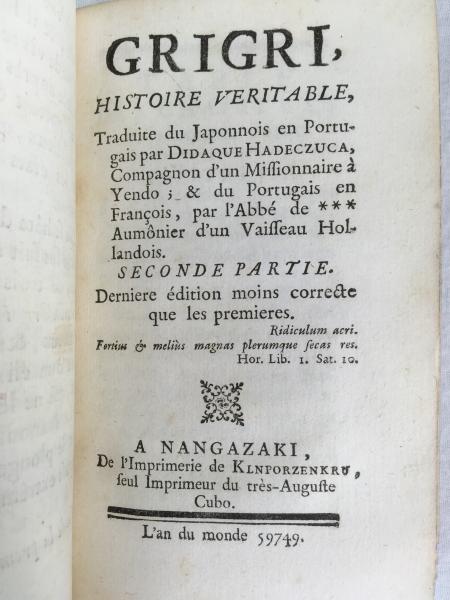 GRIGRI,
HISTOIRE VERITABLE,
Traduite du Japonnois en Portu-
gais par DIDAQUE HADECZUCA,
Compagnon d'un Miſſionnaire à
Yendo ; & du Portugais en
François, par l'Abbé de ***
Aumônier d'un Vaiſſeau Hol-
landois.
SECONDE PARTIE.
Derniere édition moins correcte
que les premieres.
Ridiculum acri.
Fortius & meliùs magnas plerumque ſecas res.
Hor. Lib. 1. Sat. 10.
A NANGAZAKI,
De l'Imprimerie de KLNPORZENKRU,
ſeul Imprimeur du très-Auguſte
Cubo.
L'an du monde 59749.